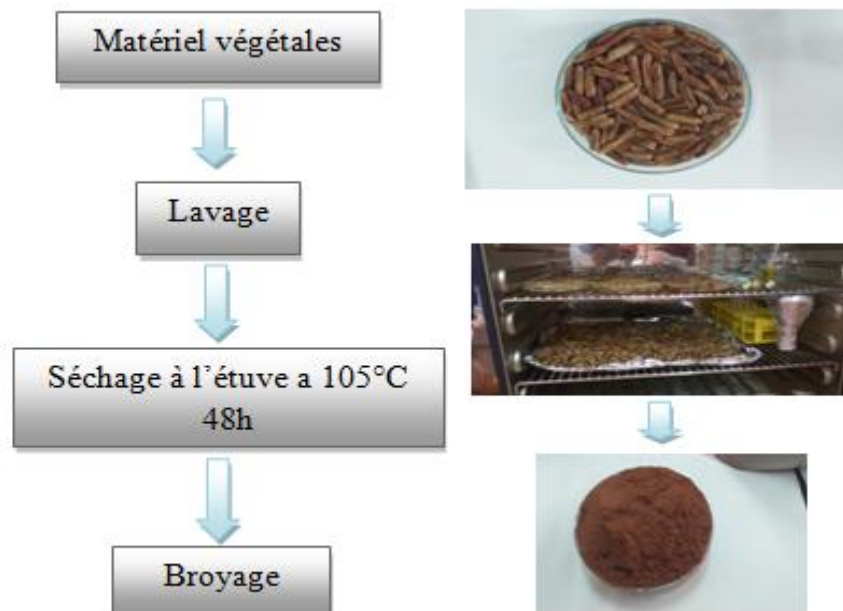 Matériel végétales
Lavage
Séchage à l'étuve a 105°C
48h
Broyage